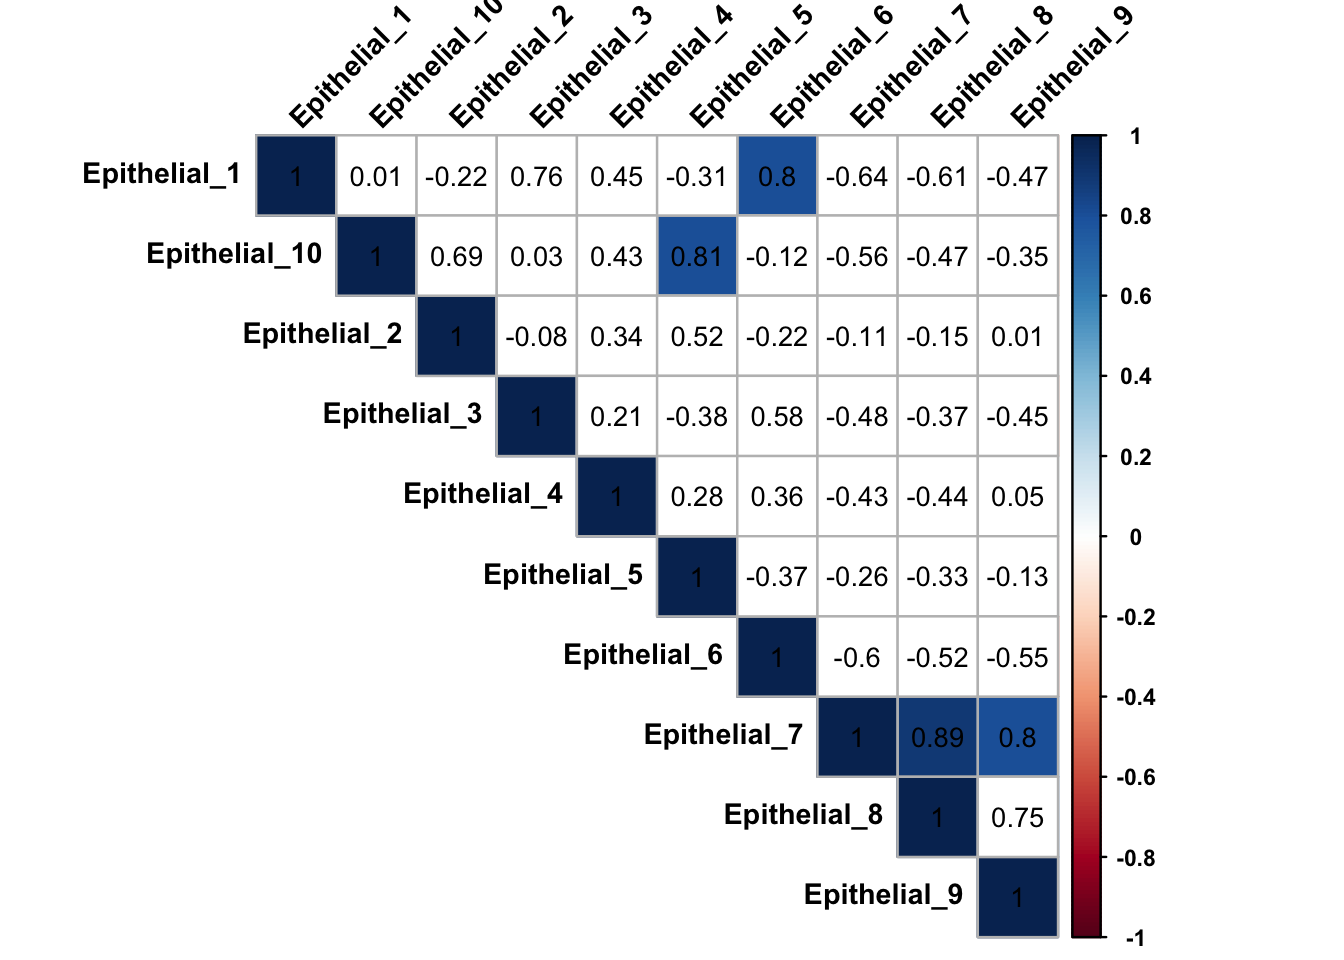 Epithelial_1 Epithelial_10 Epithelial_2 Epithelial_3 Epithelial_4 Epithelial_5 Epithelial_6 Epithelial_7 Epithelial_8 Epithelial_9
Epithelial_1 1 0.01 -0.22 0.76 0.45 -0.31 0.8 -0.64 -0.61 -0.47
Epithelial_10 1 0.69 0.03 0.43 0.81 -0.12 -0.56 -0.47 -0.35
Epithelial_2 1 -0.08 0.34 0.52 -0.22 -0.11 -0.15 0.01
Epithelial_3 1 0.21 -0.38 0.58 -0.48 -0.37 -0.45
Epithelial_4 1 0.28 0.36 -0.43 -0.44 0.05
Epithelial_5 1 -0.37 -0.26 -0.33 -0.13
Epithelial_6 1 -0.6 -0.52 -0.55
Epithelial_7 1 0.89 0.8
Epithelial_8 1 0.75
Epithelial_9 1
1
0.8
0.6
0.4
0.2
0
-0.2
-0.4
-0.6
-0.8
-1